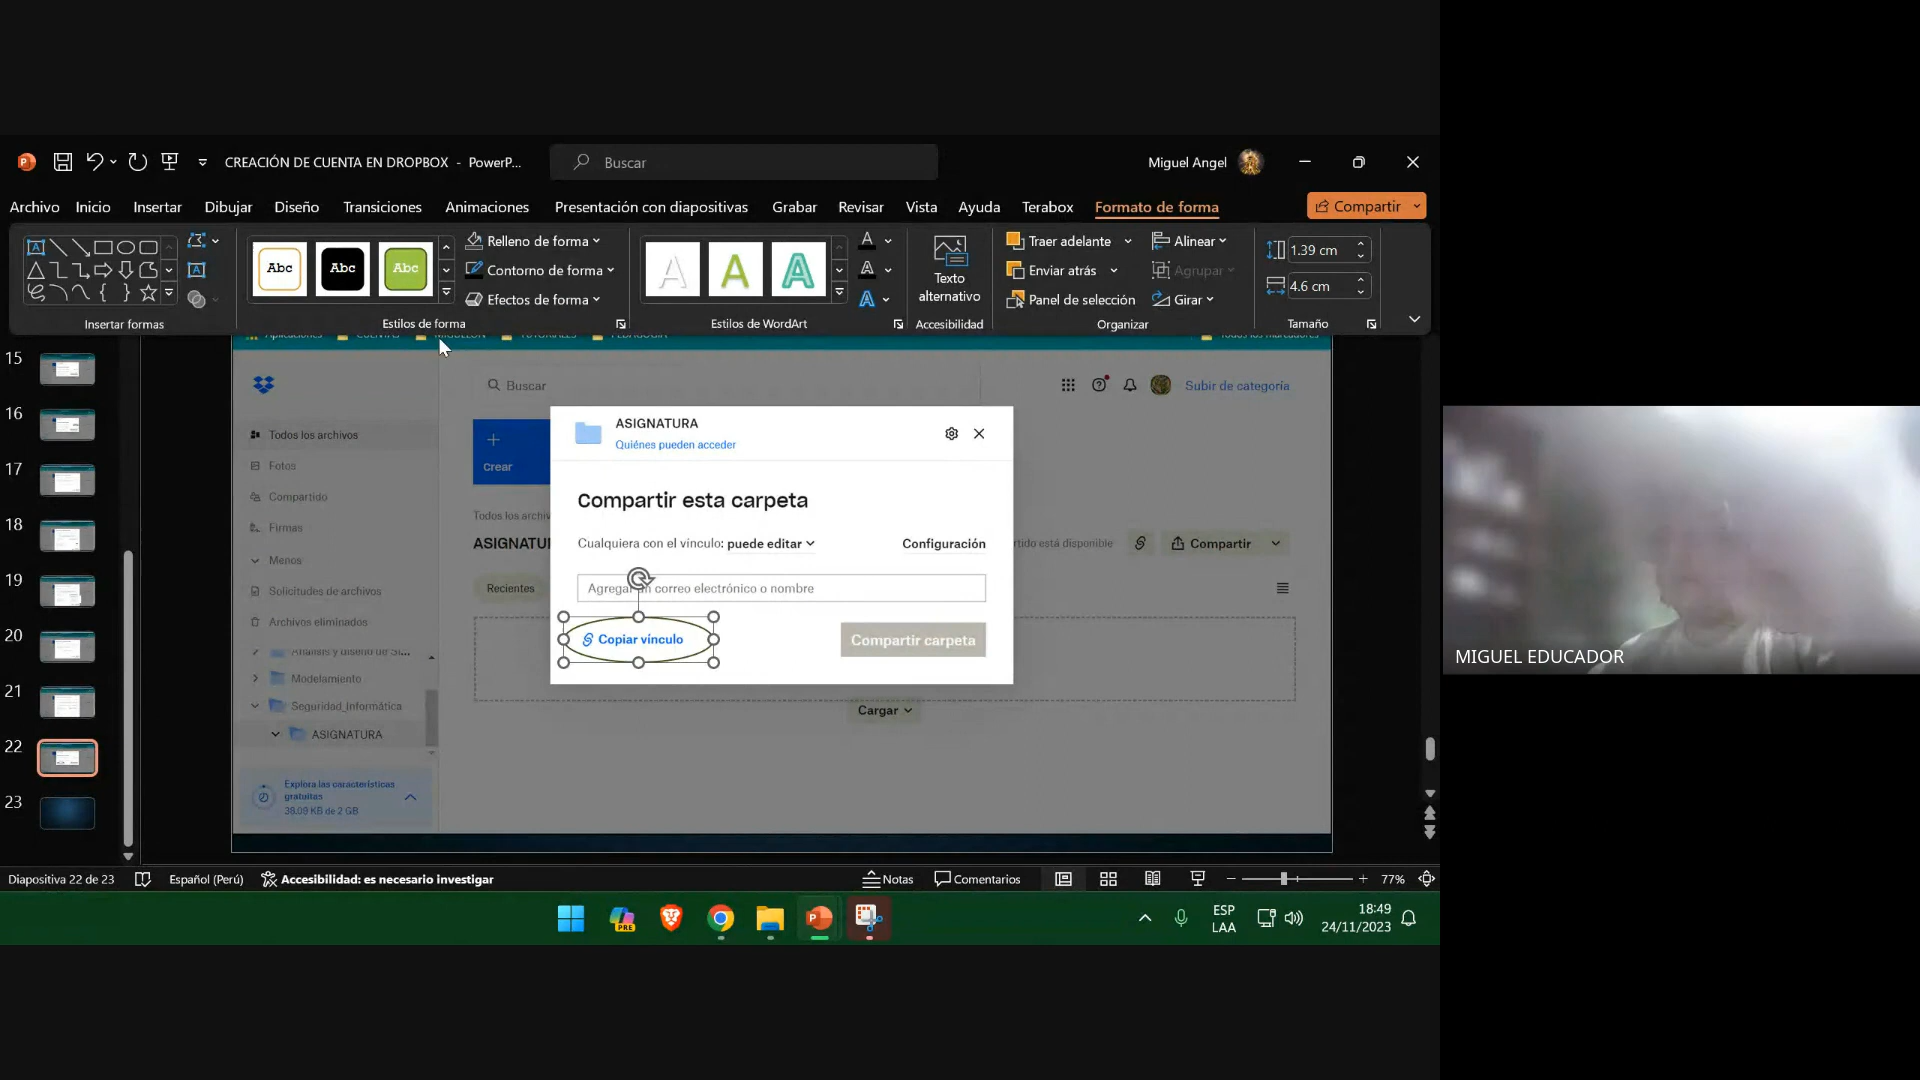 CREACIÓN DE CUENTA EN DROPBOX - PowerP...
Buscar
Miguel Angel
Archivo Inicio Insertar Dibujar Diseño Transiciones Animaciones Presentación con diapositivas Grabar Revisar Vista Ayuda Terabox Formato de forma
Compartir
Abc Abc Abc
Relleno de forma
Contorno de forma
Efectos de forma
A A A
Texto
alternativo
Traer adelante
Enviar atrás
Panel de selección
Alinear
Agrupar
Girar
1.39 cm
4.6 cm
Insertar formas
Estilos de forma
Estilos de WordArt
Accesibilidad
Organizar
Tamaño
15
16
17
18
19
20
21
22
23
Buscar
Subir de categoría
Todos los archivos
Fotos
Compartido
Firmas
Menos
Solicitudes de archivos
Archivos eliminados
Modelamiento
Seguridad_Informática
ASIGNATURA
Explora las características
gratuitas
38.09 KB de 2 GB
Crear
Todos los archiv
ASIGNATU
Recientes
rtido está disponible
Compartir
Cargar
ASIGNATURA
Quiénes pueden acceder
Compartir esta carpeta
Cualquiera con el vínculo: puede editar
Configuración
Agregar un correo electrónico o nombre
Copiar vínculo
Compartir carpeta
Diapositiva 22 de 23
Español (Perú)
Accesibilidad: es necesario investigar
Notas
Comentarios
77%
PRE
ESP
LAA
18:49
24/11/2023
MIGUEL EDUCADOR